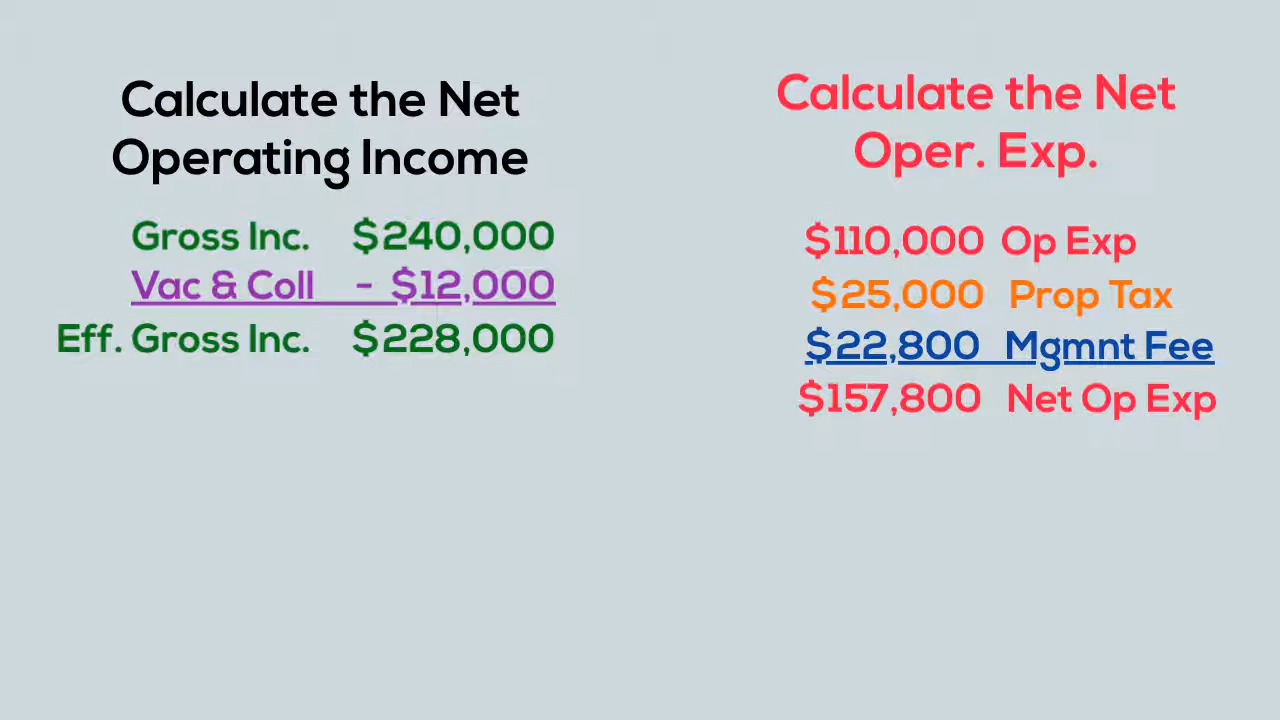 Calculate the Net
Operating Income
Gross Inc. $240,000
Vac & Coll - $12,000
Eff. Gross Inc. $228,000
Calculate the Net
Oper. Exp.
$110,000 Op Exp
$25,000 Prop Tax
$22,800 Mgmnt Fee
$157,800 Net Op Exp